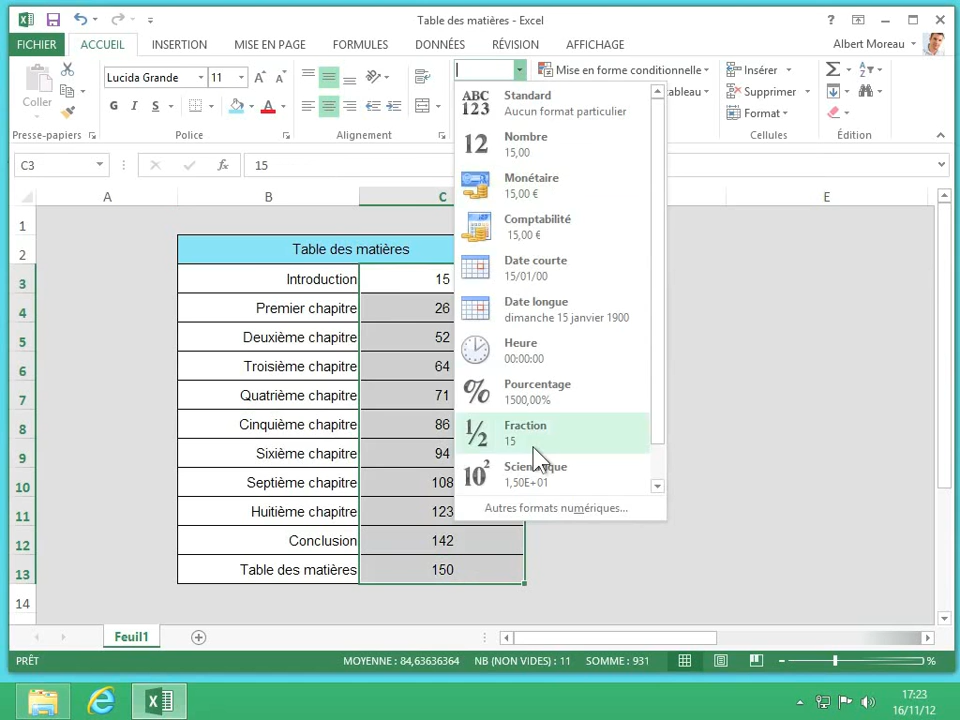 Table des matières - Excel
?
FICHIER
ACCUEIL
INSERTION
MISE EN PAGE
FORMULES
DONNÉES
RÉVISION
AFFICHAGE
Albert Moreau
Coller
Lucida Grande
11
G I S
Mise en forme conditionnelle
ableau
Insérer
Supprimer
Format
Presse-papiers
Police
Alignement
Cellules
Édition
C3
fx
15
A B C E
Standard
Aucun format particulier
Nombre
15,00
Monétaire
15,00 €
Comptabilité
15,00 €
Date courte
15/01/00
Date longue
dimanche 15 janvier 1900
Heure
00:00:00
Pourcentage
1500,00%
Fraction
15
Scientifique
1,50E+01
Autres formats numériques...
1
2 Table des matières
3 Introduction 15
4 Premier chapitre 26
5 Deuxième chapitre 52
6 Troisième chapitre 64
7 Quatrième chapitre 71
8 Cinquième chapitre 86
9 Sixième chapitre 94
10 Septième chapitre 108
11 Huitième chapitre 123
12 Conclusion 142
13 Table des matières 150
14
Feuil1
PRÊT
MOYENNE : 84,63636364
NB (NON VIDES) : 11
SOMME : 931
%
17:23
16/11/12